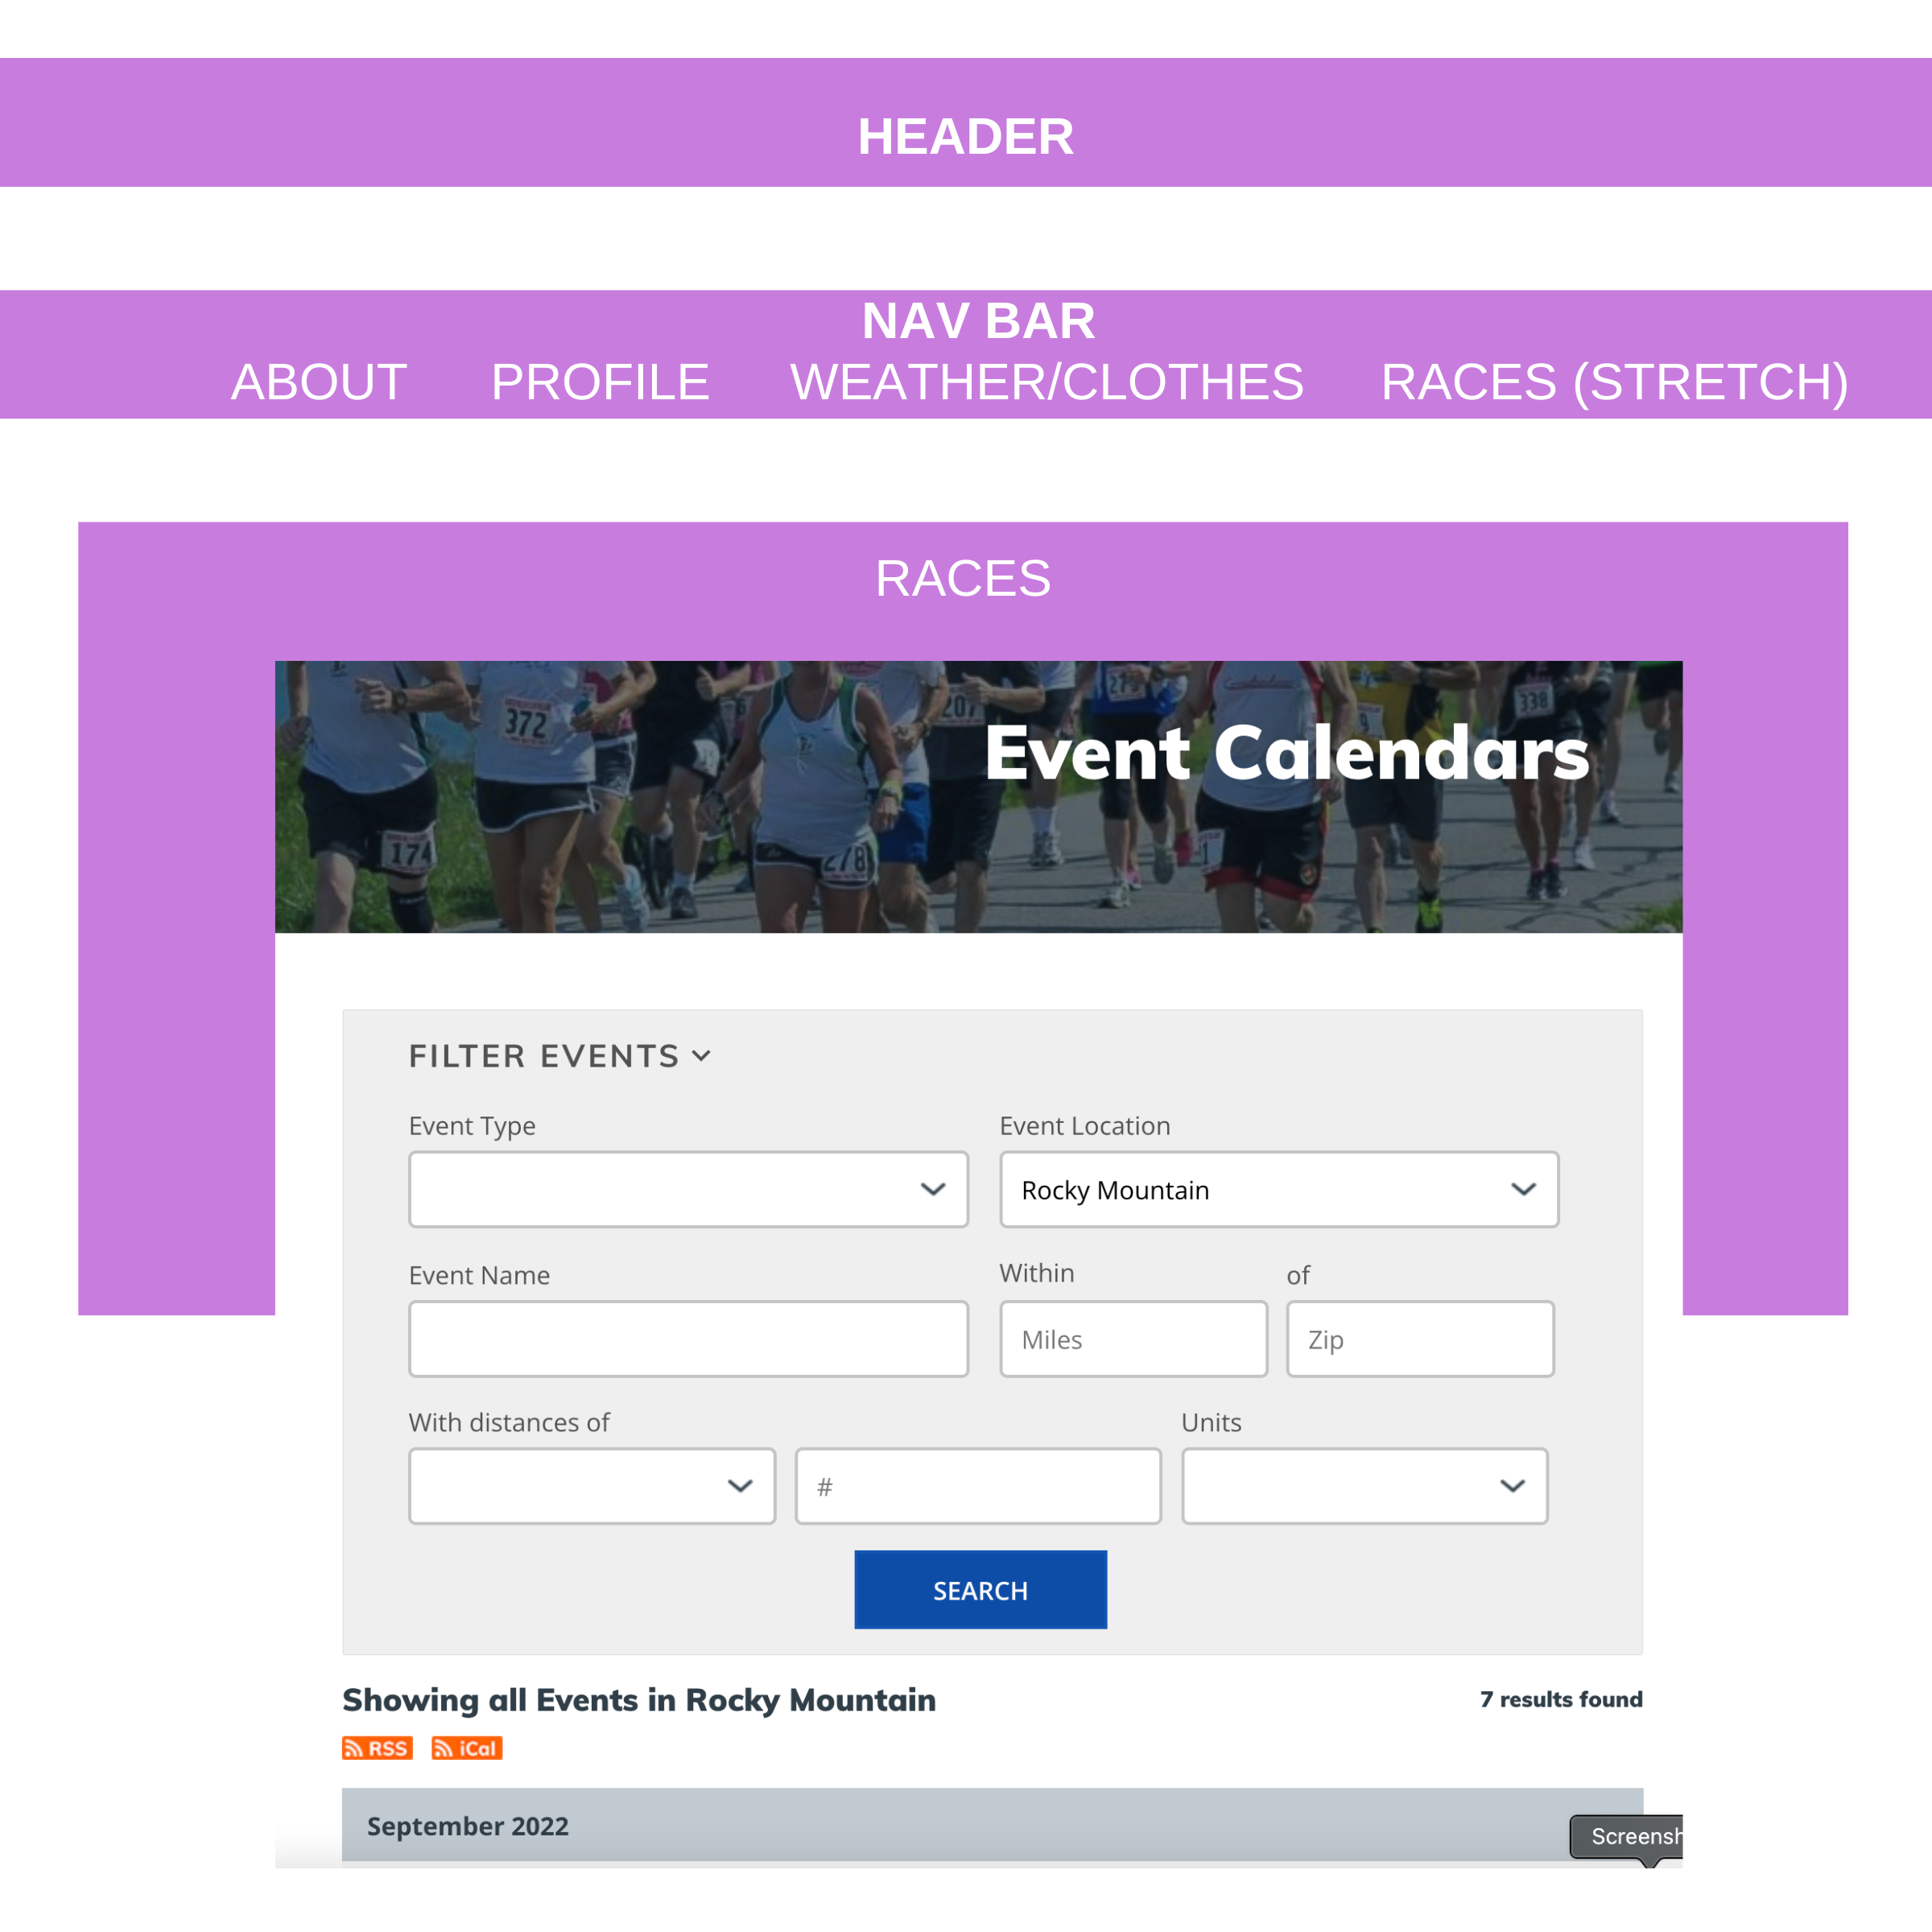 HEADER
NAV BAR
ABOUT PROFILE WEATHER/CLOTHES RACES (STRETCH)
RACES
372
207
338
9
Event Calendars
174
278
1
FILTER EVENTS
Event Type Event Location
Rocky Mountain
Event Name Within of
Miles Zip
With distances of Units
#
SEARCH
Showing all Events in Rocky Mountain 7 results found
RSS iCal
September 2022